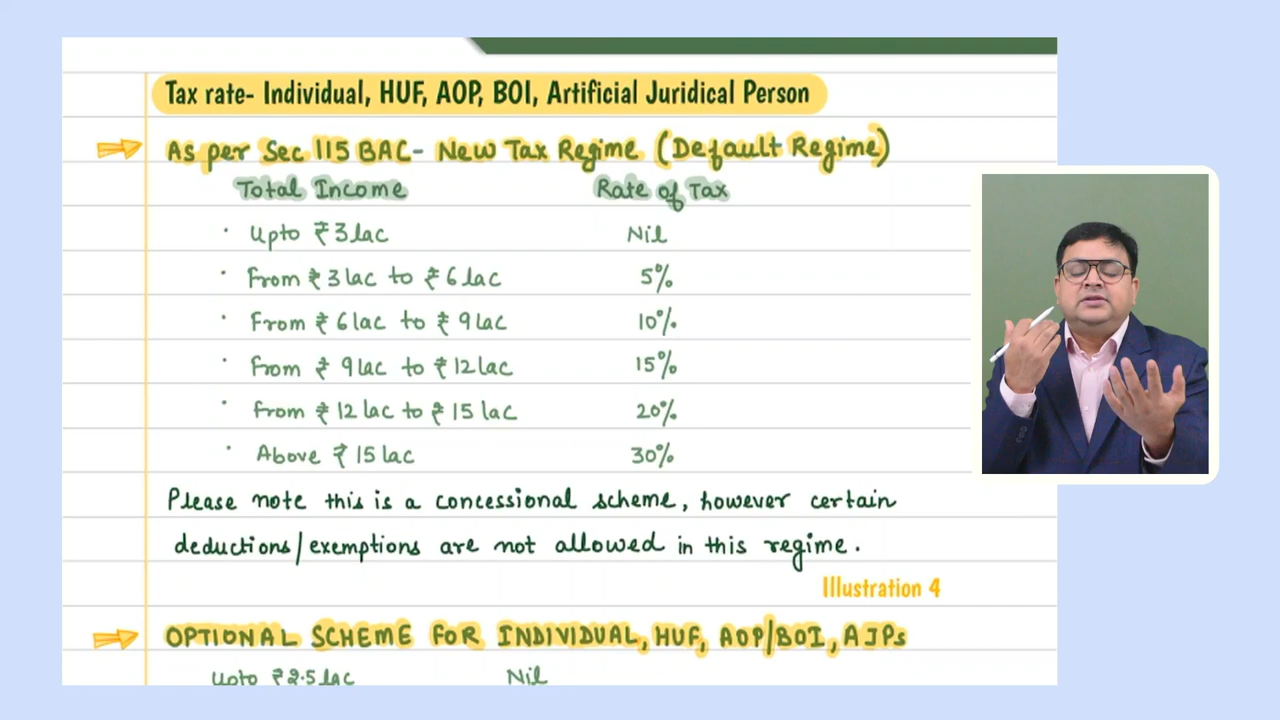 Tax rate- Individual, HUF, AOP, BOI, Artificial Juridical Person
As per Sec 115 BAC- New Tax Regime (Default Regime)
Total Income Rate of Tax
· Upto ₹ 3 lac Nil
· From ₹ 3 lac to ₹ 6 lac 5%
· From ₹ 6 lac to ₹ 9 lac 10%
· From ₹ 9 lac to ₹ 12 lac 15%
· From ₹ 12 lac to ₹ 15 lac 20%
· Above ₹ 15 lac 30%
Please note this is a concessional scheme, however certain
deductions/exemptions are not allowed in this regime.
Illustration 4
OPTIONAL SCHEME FOR INDIVIDUAL, HUF, AOP/BOI, AJPs
Upto ₹ 2.5 lac Nil